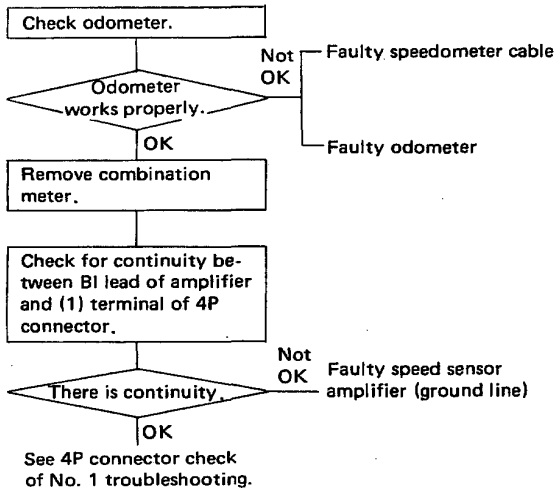 Check odometer.
Not
OK
Faulty speedometer cable
Odometer
works properly.
Faulty odometer
OK
Remove combination
meter.
Check for continuity be-
tween BI lead of amplifier
and (1) terminal of 4P
connector.
Not
OK
Faulty speed sensor
amplifier (ground line)
There is continuity.
OK
See 4P connector check
of No. 1 troubleshooting.